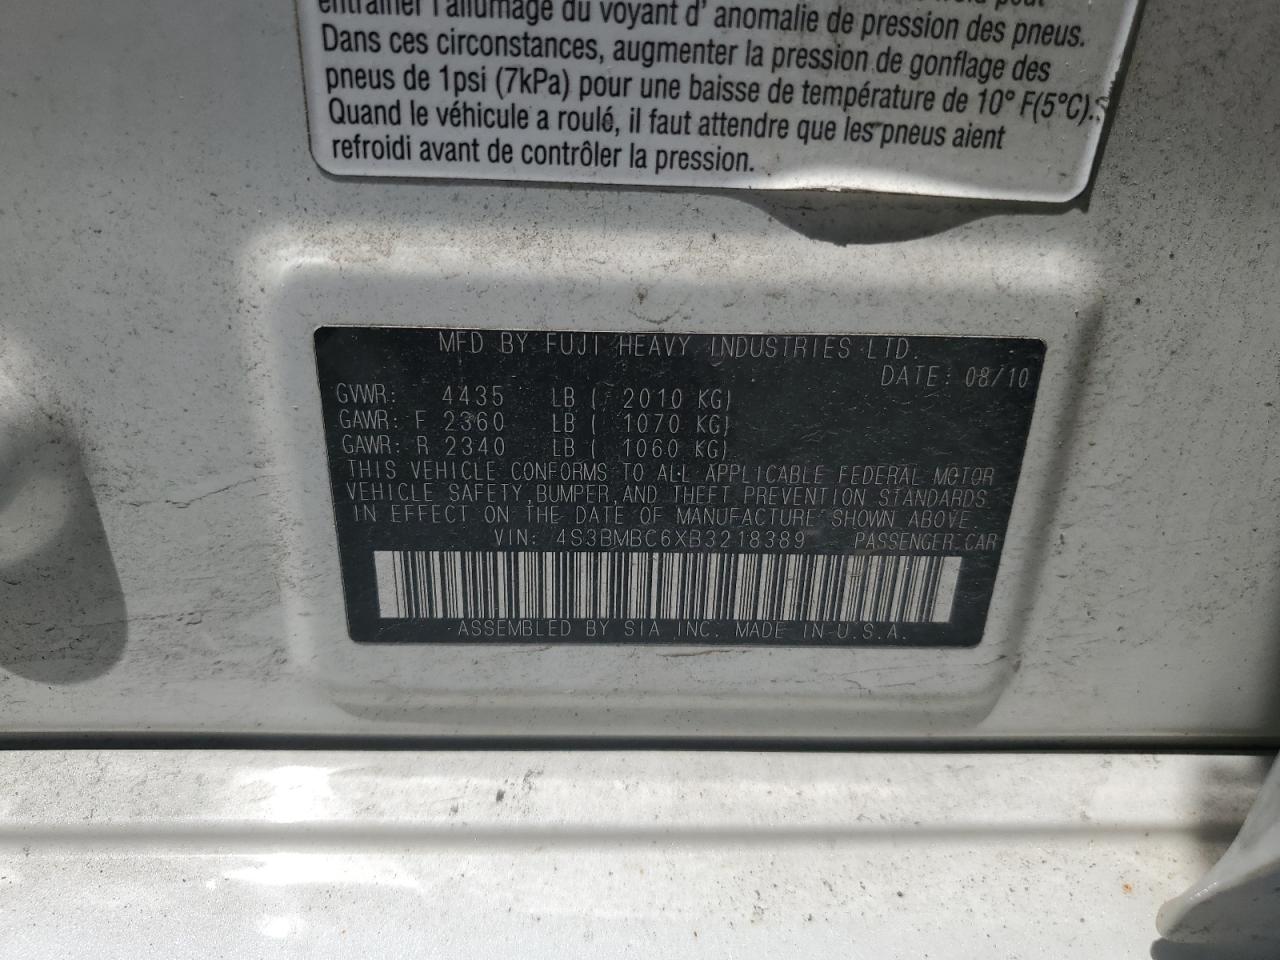 entraîner l'allumage du voyant d' anomalie de pression des pneus.
Dans ces circonstances, augmenter la pression de gonflage des
pneus de 1psi (7kPa) pour une baisse de température de 10° F(5°C).
Quand le véhicule a roulé, il faut attendre que les pneus aient
refroidi avant de contrôler la pression.
MFD BY FUJI HEAVY INDUSTRIES LTD.
DATE: 08/10
GVWR: 4435 LB ( 2010 KG)
GAWR: F 2360 LB ( 1070 KG)
GAWR: R 2340 LB ( 1060 KG)
THIS VEHICLE CONFORMS TO ALL APPLICABLE FEDERAL MOTOR
VEHICLE SAFETY, BUMPER, AND THEFT PREVENTION STANDARDS
IN EFFECT ON THE DATE OF MANUFACTURE SHOWN ABOVE.
VIN: 4S3BMBC6XB3218389 PASSENGER CAR
ASSEMBLED BY SIA INC. MADE IN U.S.A.